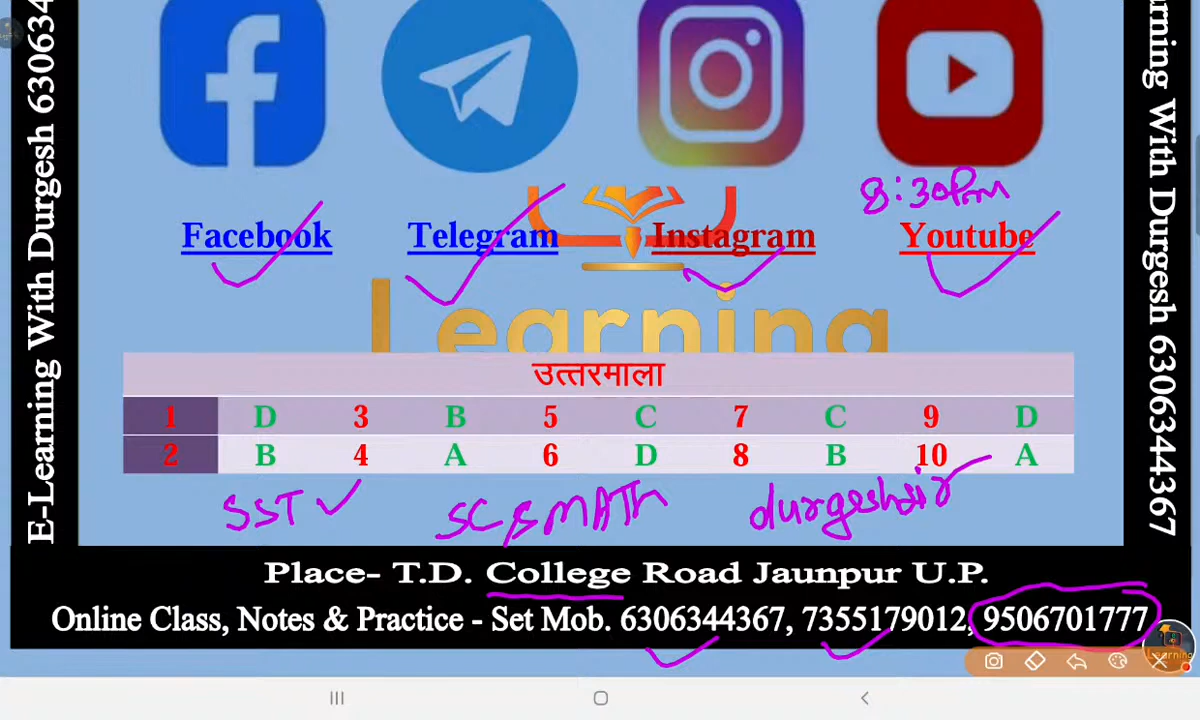 8:30Pm
Facebook Telegram Instagram Youtube
Learning
उत्तरमाला
1 D 3 B 5 C 7 C 9 D
2 B 4 A 6 D 8 B 10 A
SST SC & MATH durgesh sir
Place- T.D. College Road Jaunpur U.P.
Online Class, Notes & Practice - Set Mob. 6306344367, 7355179012, 9506701777
E-Learning With Durgesh 630634
arning With Durgesh 6306344367
Learning